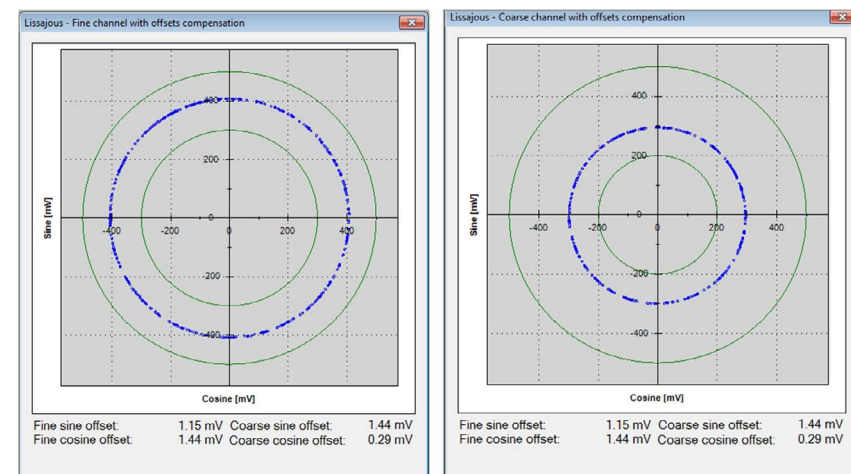 Lissajous - Fine channel with offsets compensation
400
200
0
-400 -200 0 200 400
-200
-400
Sine [mV]
Cosine [mV]
Fine sine offset: 1.15 mV Coarse sine offset: 1.44 mV
Fine cosine offset: 1.44 mV Coarse cosine offset: 0.29 mV
Lissajous - Coarse channel with offsets compensation
400
200
0
-400 -200 0 200 400
-200
-400
Sine [mV]
Cosine [mV]
Fine sine offset: 1.15 mV Coarse sine offset: 1.44 mV
Fine cosine offset: 1.44 mV Coarse cosine offset: 0.29 mV